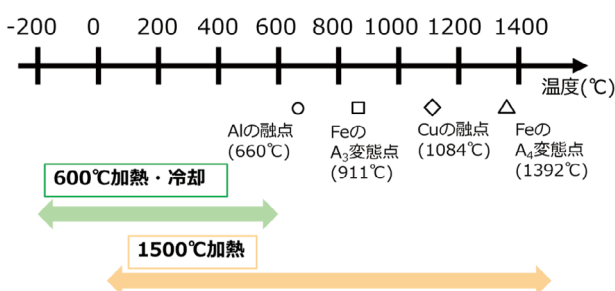 -200 0 200 400 600 800 1000 1200 1400
温度(℃)
Alの融点
(660℃)
Feの
A₃変態点
(911℃)
Cuの融点
(1084℃)
Feの
A₄変態点
(1392℃)
600℃加熱・冷却
1500℃加熱